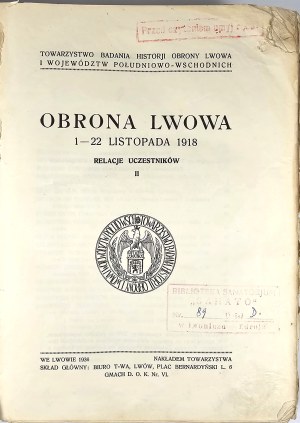 TOWARZYSTWO BADANIA HISTORJI OBRONY LWOWA
I WOJEWÓDZTW POŁUDNIOWO-WSCHODNICH
OBRONA LWOWA
1—22 LISTOPADA 1918
RELACJE UCZESTNIKÓW
II
WE LWOWIE 1936 NAKŁADEM TOWARZYSTWA
SKŁAD GŁÓWNY: BIURO T-WA, LWÓW, PLAC BERNARDYŃSKI L. 6
GMACH D. O. K. Nr. VI.